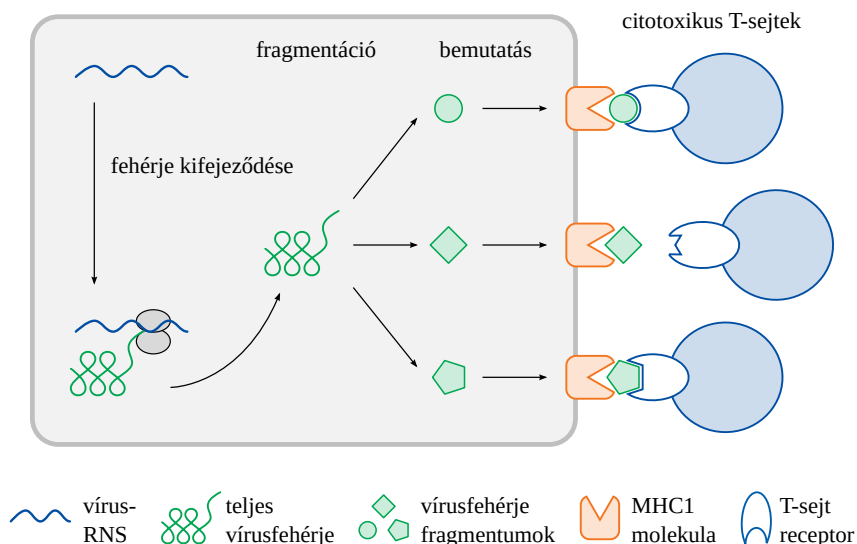 citotoxikus T-sejtek
fragmentáció
bemutatás
fehérje kifejeződése
vírus-
RNS
teljes
vírusfehérje
vírusfehérje
fragmentumok
MHC1
molekula
T-sejt
receptor